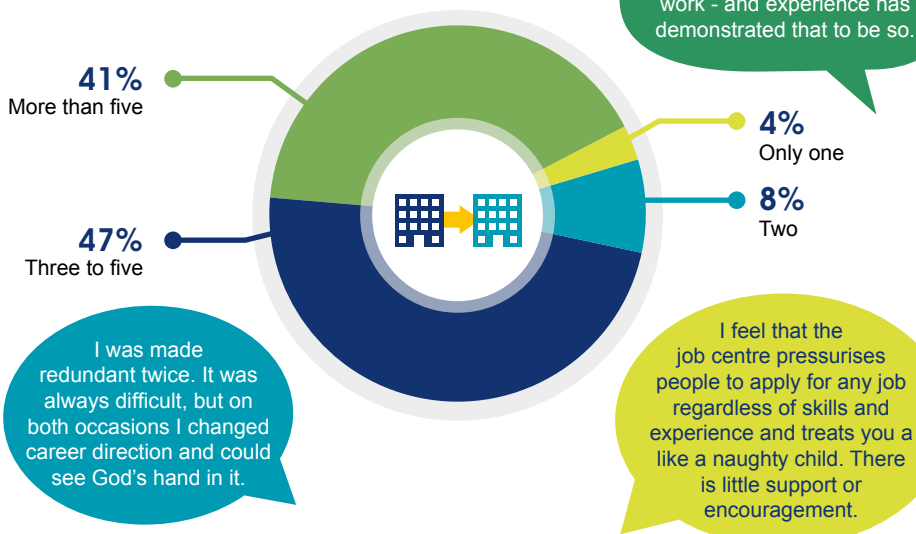 work - and experience has
demonstrated that to be so.
41%
More than five
4%
Only one
8%
Two
47%
Three to five
I was made
redundant twice. It was
always difficult, but on
both occasions I changed
career direction and could
see God's hand in it.
I feel that the
job centre pressurises
people to apply for any job
regardless of skills and
experience and treats you a
like a naughty child. There
is little support or
encouragement.